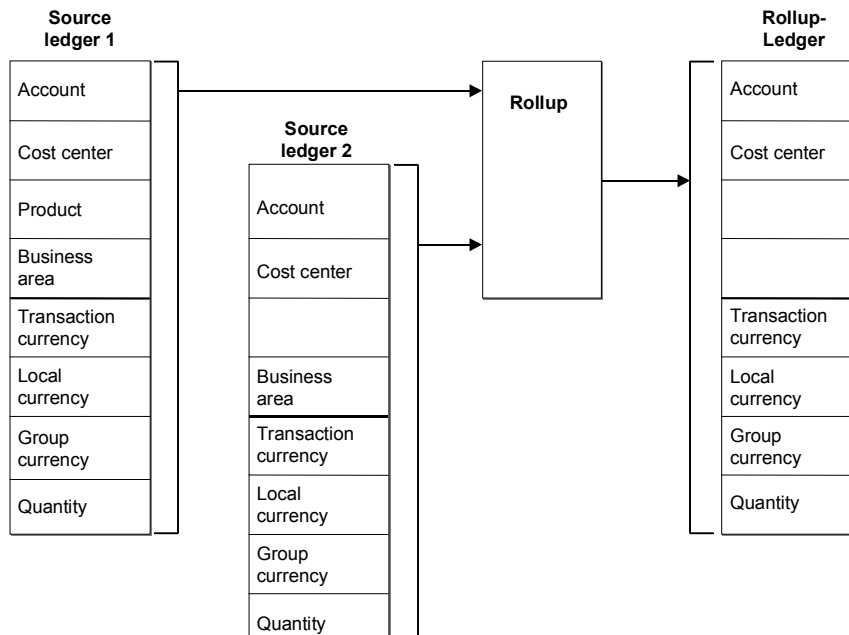 Source
ledger 1
Account
Cost center
Product
Business
area
Transaction
currency
Local
currency
Group
currency
Quantity
Source
ledger 2
Account
Cost center
Business
area
Transaction
currency
Local
currency
Group
currency
Quantity
Rollup
Rollup-
Ledger
Account
Cost center
Transaction
currency
Local
currency
Group
currency
Quantity